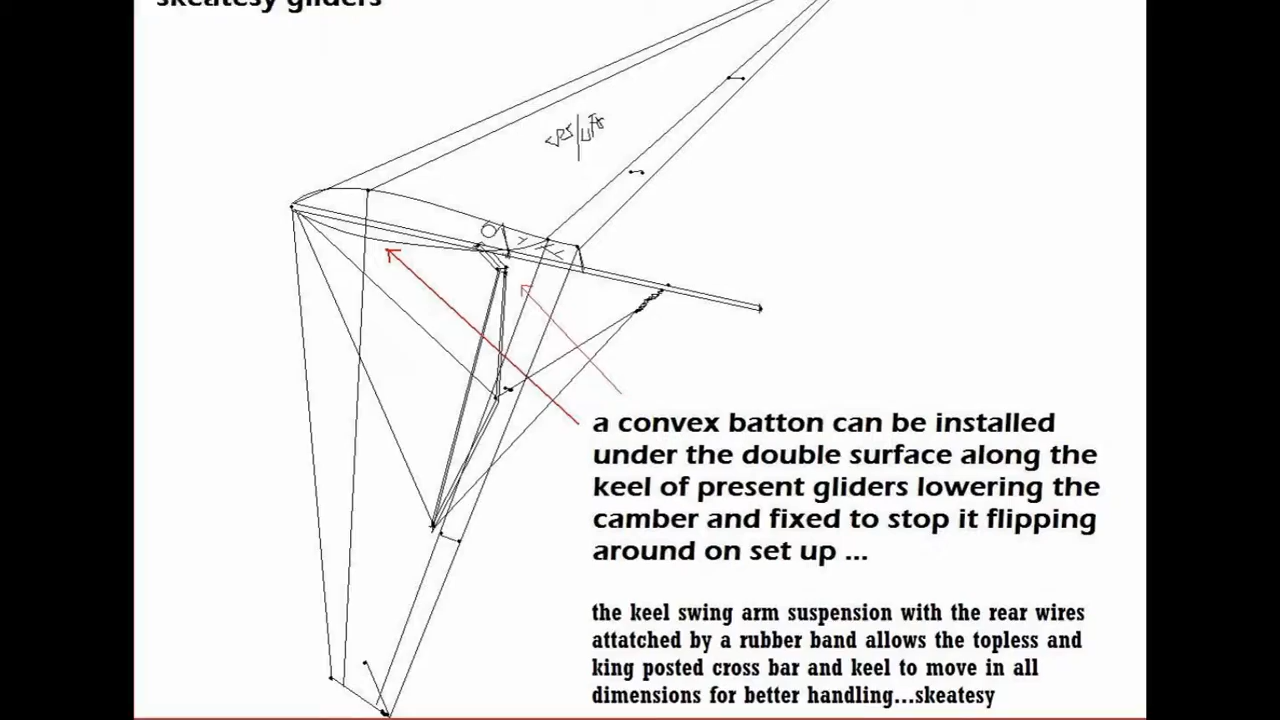 skeatesy gliders
a convex batton can be installed
under the double surface along the
keel of present gliders lowering the
camber and fixed to stop it flipping
around on set up ...
the keel swing arm suspension with the rear wires
attatched by a rubber band allows the topless and
king posted cross bar and keel to move in all
dimensions for better handling...skeatesy